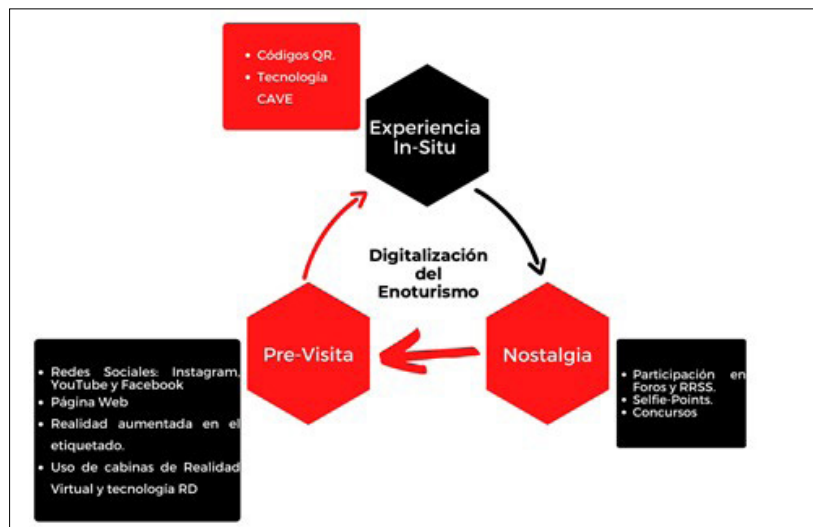 • Códigos QR.
• Tecnología
CAVE
Experiencia
In-Situ
Digitalización
del
Enoturismo
Pre-Visita
Nostalgia
• Redes Sociales: Instagram,
YouTube y Facebook
• Página Web
• Realidad aumentada en el
etiquetado.
• Uso de cabinas de Realidad
Virtual y tecnología RD
• Participación en
Foros y RRSS.
• Selfie-Points.
• Concursos